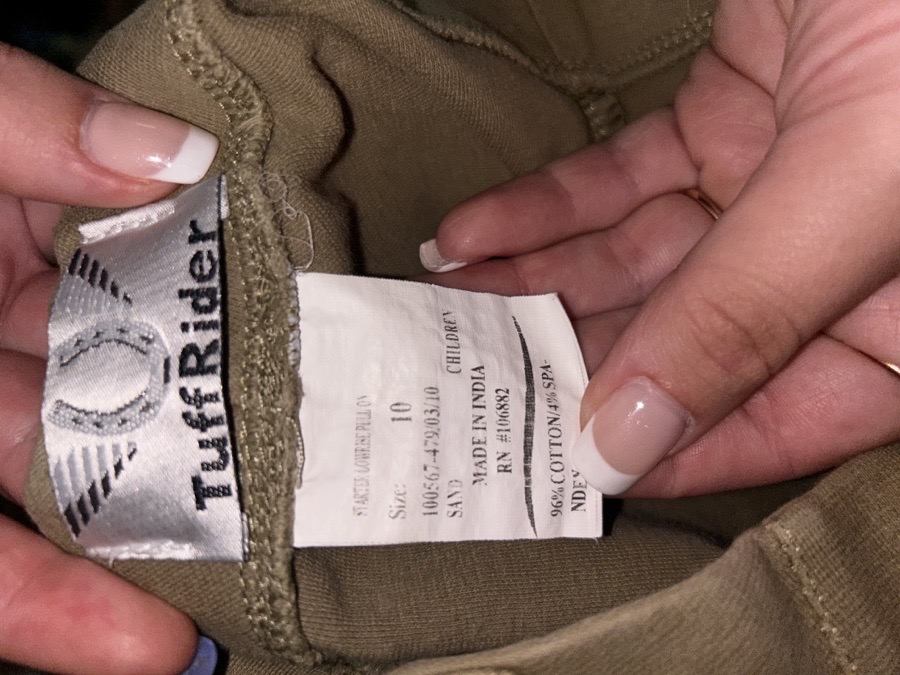 TuffRider
STARTER LOWRISE PULL ON
Size: 10
100567-479/03/10
SAND CHILDREN
MADE IN INDIA
RN #106882
96% COTTON/4% SPA-
NDEX